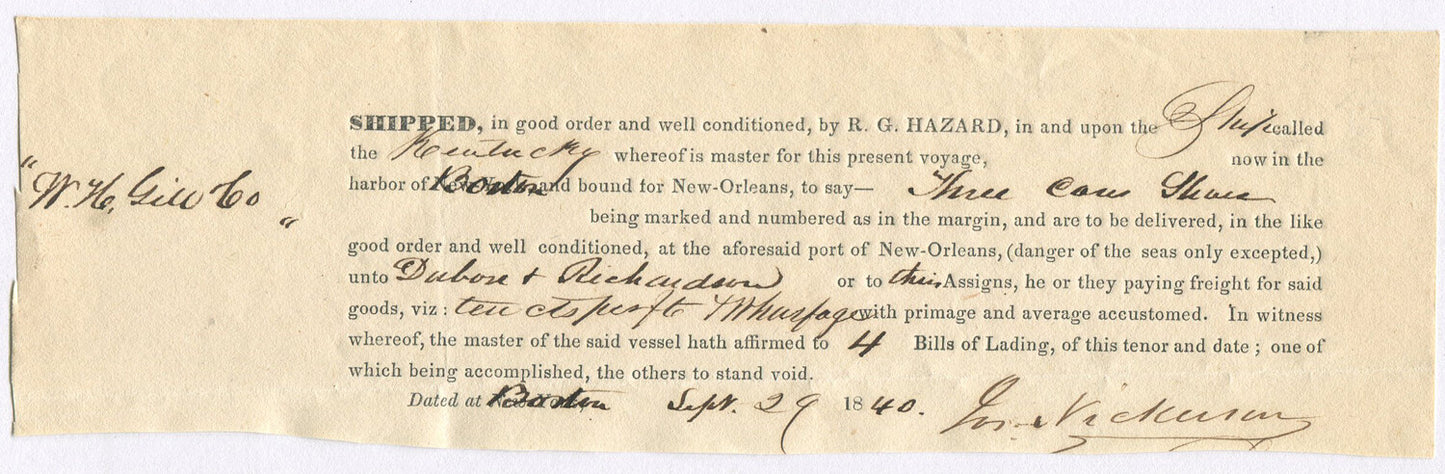 SHIPPED, in good order and well conditioned, by R. G. HAZARD, in and upon the Ship called
the Kentucky whereof is master for this present voyage, now in the
harbor of Boston and bound for New-Orleans, to say— Three Cases Shoes
" W. H. Gill & Co "
being marked and numbered as in the margin, and are to be delivered, in the like
good order and well conditioned, at the aforesaid port of New-Orleans, (danger of the seas only excepted,)
unto Dubose & Richardson or to their Assigns, he or they paying freight for said
goods, viz: ten cts per ft & Wharfage with primage and average accustomed. In witness
whereof, the master of the said vessel hath affirmed to 4 Bills of Lading, of this tenor and date; one of
which being accomplished, the others to stand void.
Dated at Boston Sept. 29 1840. Jos. Nickerson